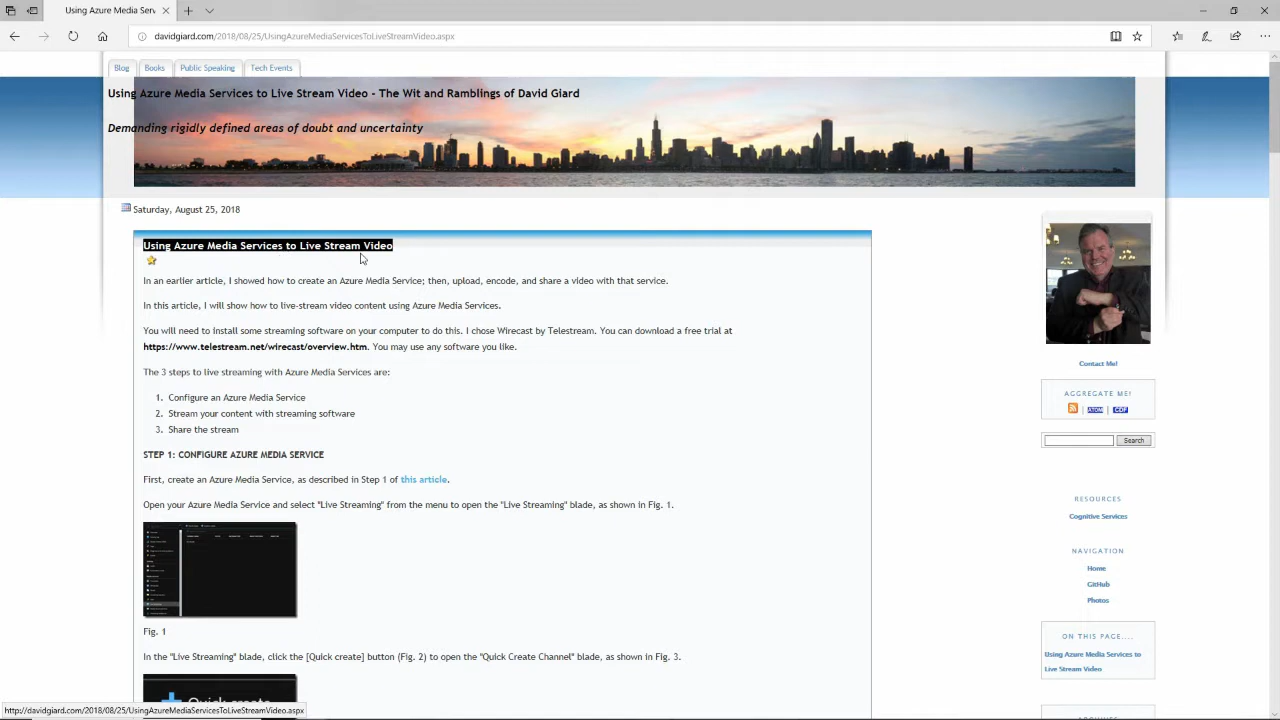 Using Azure Media Serv
davidgiard.com/2018/08/25/UsingAzureMediaServicesToLiveStreamVideo.aspx
Blog
Books
Public Speaking
Tech Events
Using Azure Media Services to Live Stream Video - The Wit and Ramblings of David Giard
Demanding rigidly defined areas of doubt and uncertainty
Saturday, August 25, 2018
Using Azure Media Services to Live Stream Video
In an earlier article, I showed how to create an Azure Media Service; then, upload, encode, and share a video with that service.
In this article, I will show how to live-stream video content using Azure Media Services.
You will need to install some streaming software on your computer to do this. I chose Wirecast by Telestream. You can download a free trial at
https://www.telestream.net/wirecast/overview.htm. You may use any software you like.
The 3 steps to live streaming with Azure Media Services are:
1. Configure an Azure Media Service
2. Stream your content with streaming software
3. Share the stream
STEP 1: CONFIGURE AZURE MEDIA SERVICE
First, create an Azure Media Service, as described in Step 1 of this article.
Open your Azure Media Service and select "Live Streaming" from the menu to open the "Live Streaming" blade, as shown in Fig. 1.
Fig. 1
In the "Live Streaming" blade, click the [Quick create] button to open the "Quick Create Channel" blade, as shown in Fig. 2.
Quick create
Contact Me!
AGGREGATE ME!
| ATOM | CDF
Search
RESOURCES
Cognitive Services
NAVIGATION
Home
GitHub
Photos
ON THIS PAGE....
Using Azure Media Services to
Live Stream Video
ARCHIVES
http://davidgiard.com/2018/08/25/UsingAzureMediaServicesToLiveStreamVideo.aspx